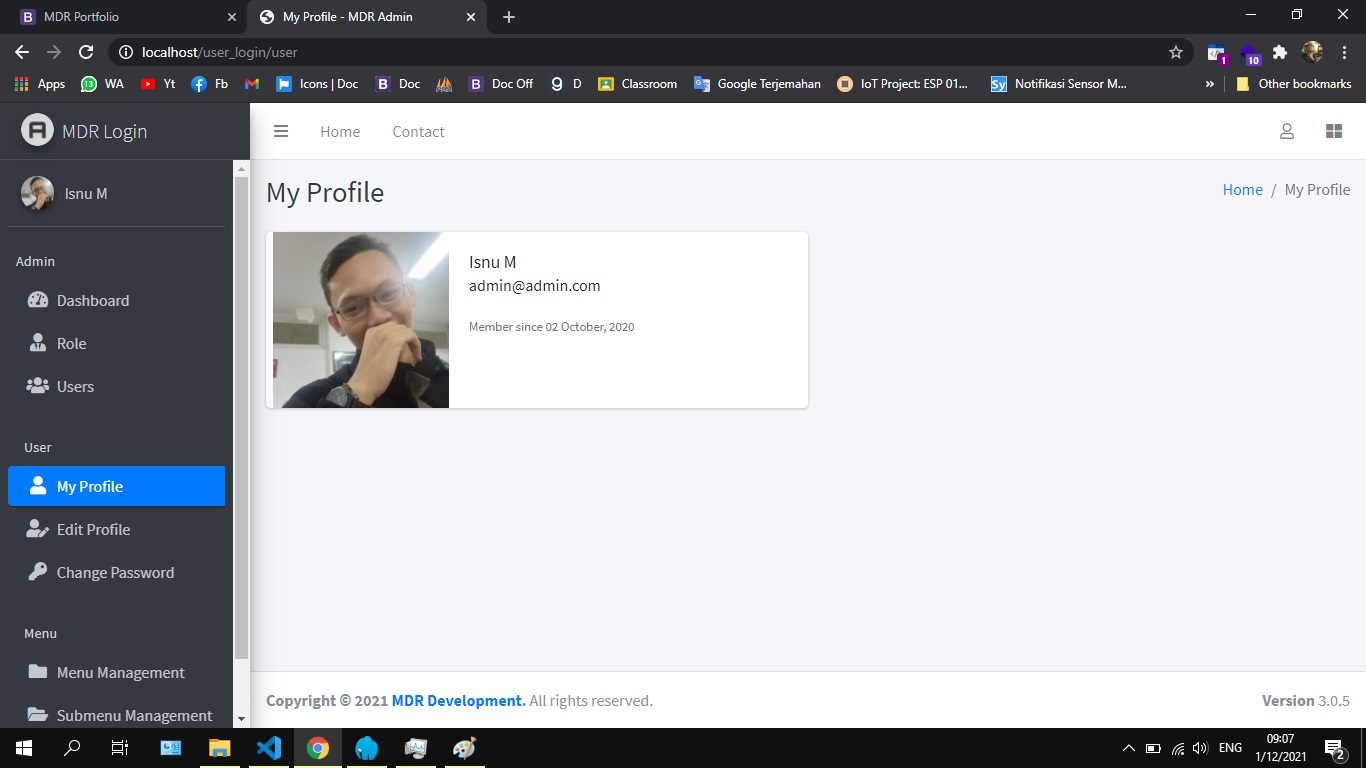 MDR Portfolio
My Profile - MDR Admin
localhost/user_login/user
1
10
Apps
13
WA
Yt
Fb
Icons | Doc
B
Doc
B
Doc Off
D
Classroom
Google Terjemahan
IoT Project: ESP 01...
Sy
Notifikasi Sensor M...
»
Other bookmarks
MDR Login
Home
Contact
Isnu M
My Profile
Home / My Profile
Isnu M
admin@admin.com
Member since 02 October, 2020
Admin
Dashboard
Role
Users
User
My Profile
Edit Profile
Change Password
Menu
Menu Management
Submenu Management
Copyright © 2021 MDR Development. All rights reserved.
Version 3.0.5
ENG
09:07
1/12/2021
2